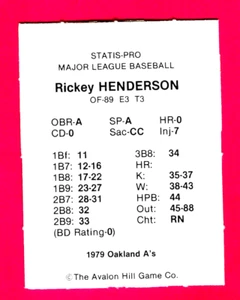 STATIS-PRO
MAJOR LEAGUE BASEBALL
Rickey HENDERSON
OF-89 E3 T3
OBR-A SP-A HR-0
CD-0 Sac-CC Inj-7
1Bf: 11 3B8: 34
1B7: 12-16 HR:
1B8: 17-22 K: 35-37
1B9: 23-27 W: 38-43
2B7: 28-31 HPB: 44
2B8: 32 Out: 45-88
2B9: 33 Cht: RN
(BD Rating-0)
1979 Oakland A's
©The Avalon Hill Game Co.